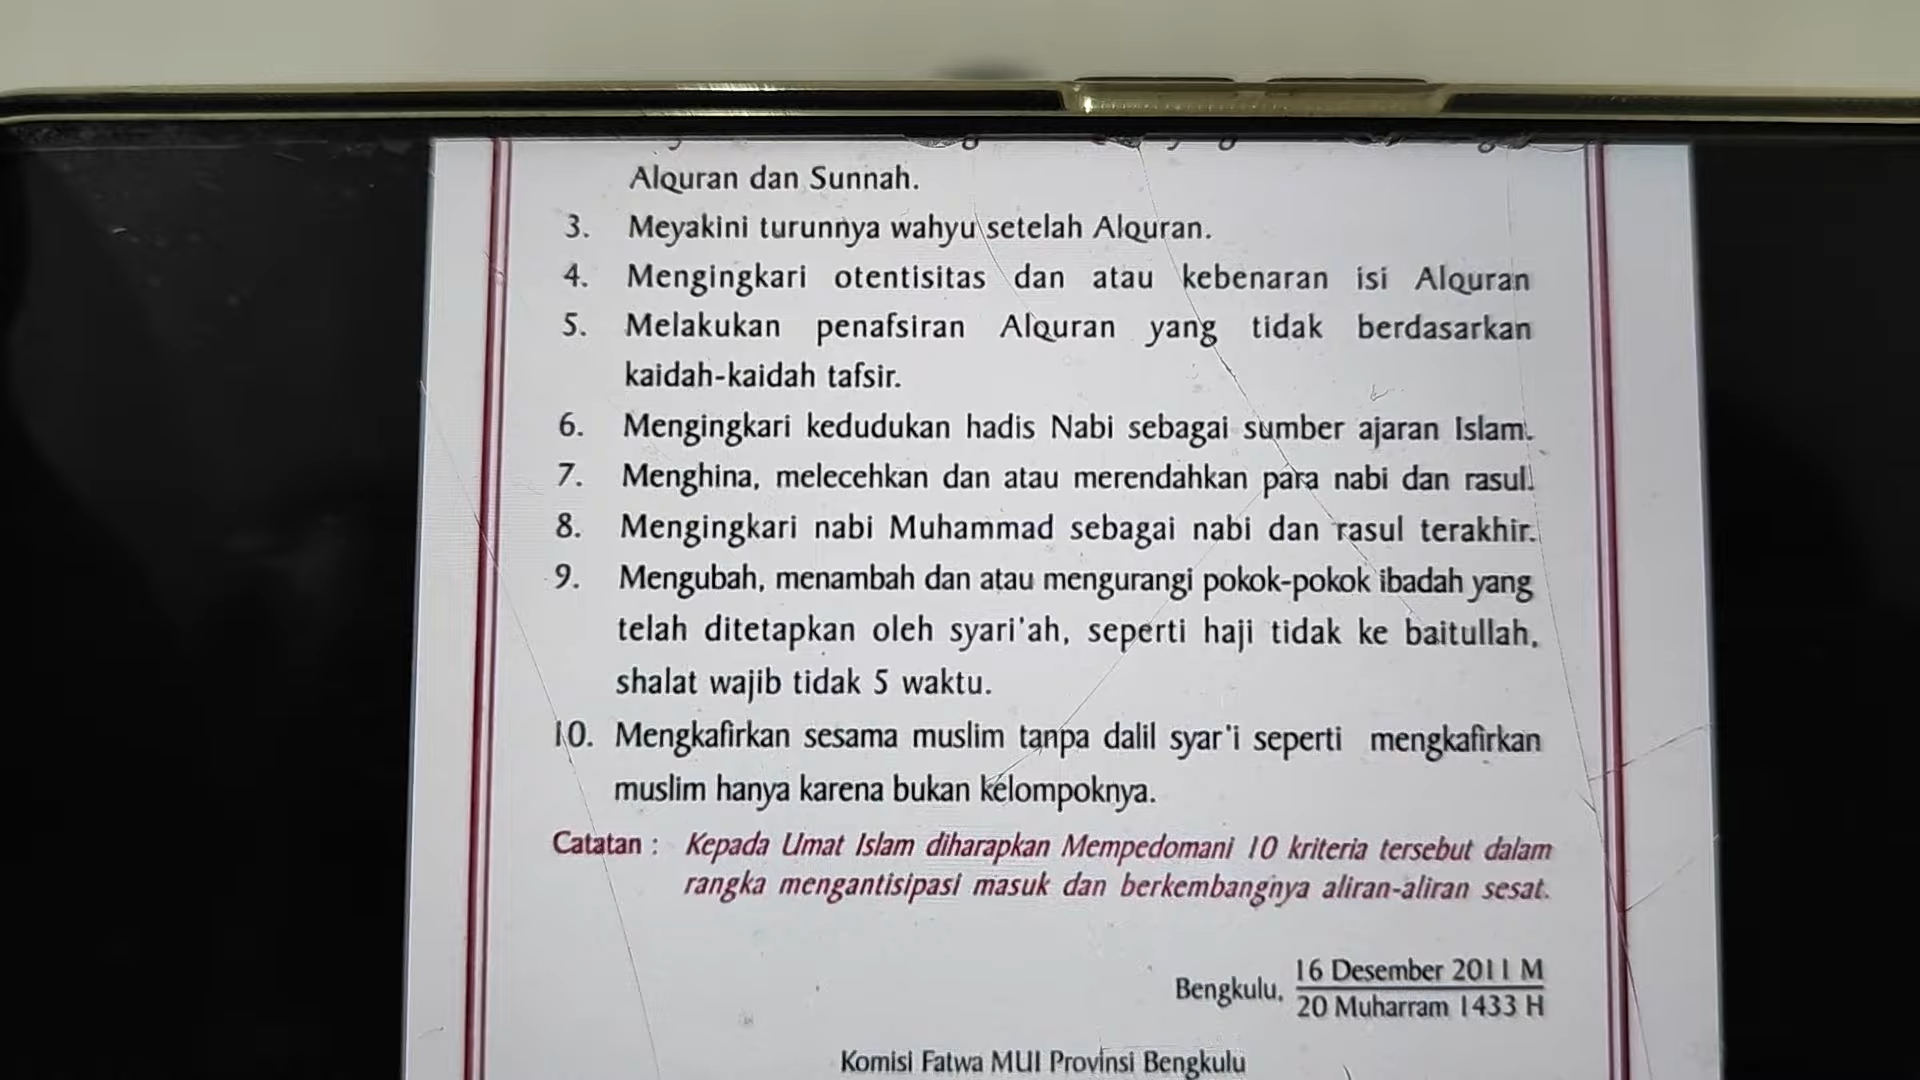 Alquran dan Sunnah.
3. Meyakini turunnya wahyu setelah Alquran.
4. Mengingkari otentisitas dan atau kebenaran isi Alquran
5. Melakukan penafsiran Alquran yang tidak berdasarkan
kaidah-kaidah tafsir.
6. Mengingkari kedudukan hadis Nabi sebagai sumber ajaran Islam.
7. Menghina, melecehkan dan atau merendahkan para nabi dan rasul.
8. Mengingkari nabi Muhammad sebagai nabi dan rasul terakhir.
9. Mengubah, menambah dan atau mengurangi pokok-pokok ibadah yang
telah ditetapkan oleh syari'ah, seperti haji tidak ke baitullah,
shalat wajib tidak 5 waktu.
10. Mengkafirkan sesama muslim tanpa dalil syar'i seperti mengkafirkan
muslim hanya karena bukan kelompoknya.
Catatan : Kepada Umat Islam diharapkan Mempedomani 10 kriteria tersebut dalam
rangka mengantisipasi masuk dan berkembangnya aliran-aliran sesat.
Bengkulu, 16 Desember 2011 M
20 Muharram 1433 H
Komisi Fatwa MUI Provinsi Bengkulu